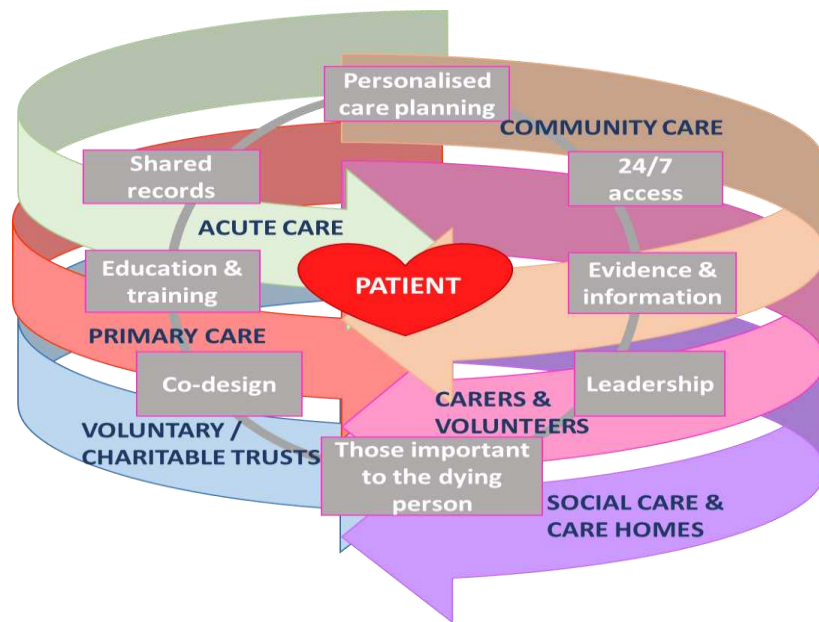 Personalised
care planning
COMMUNITY CARE
Shared
records
24/7
access
ACUTE CARE
Education &
training
PATIENT
Evidence &
information
PRIMARY CARE
Co-design
Leadership
CARERS &
VOLUNTEERS
VOLUNTARY /
CHARITABLE TRUSTS
Those important
to the dying
person
SOCIAL CARE &
CARE HOMES